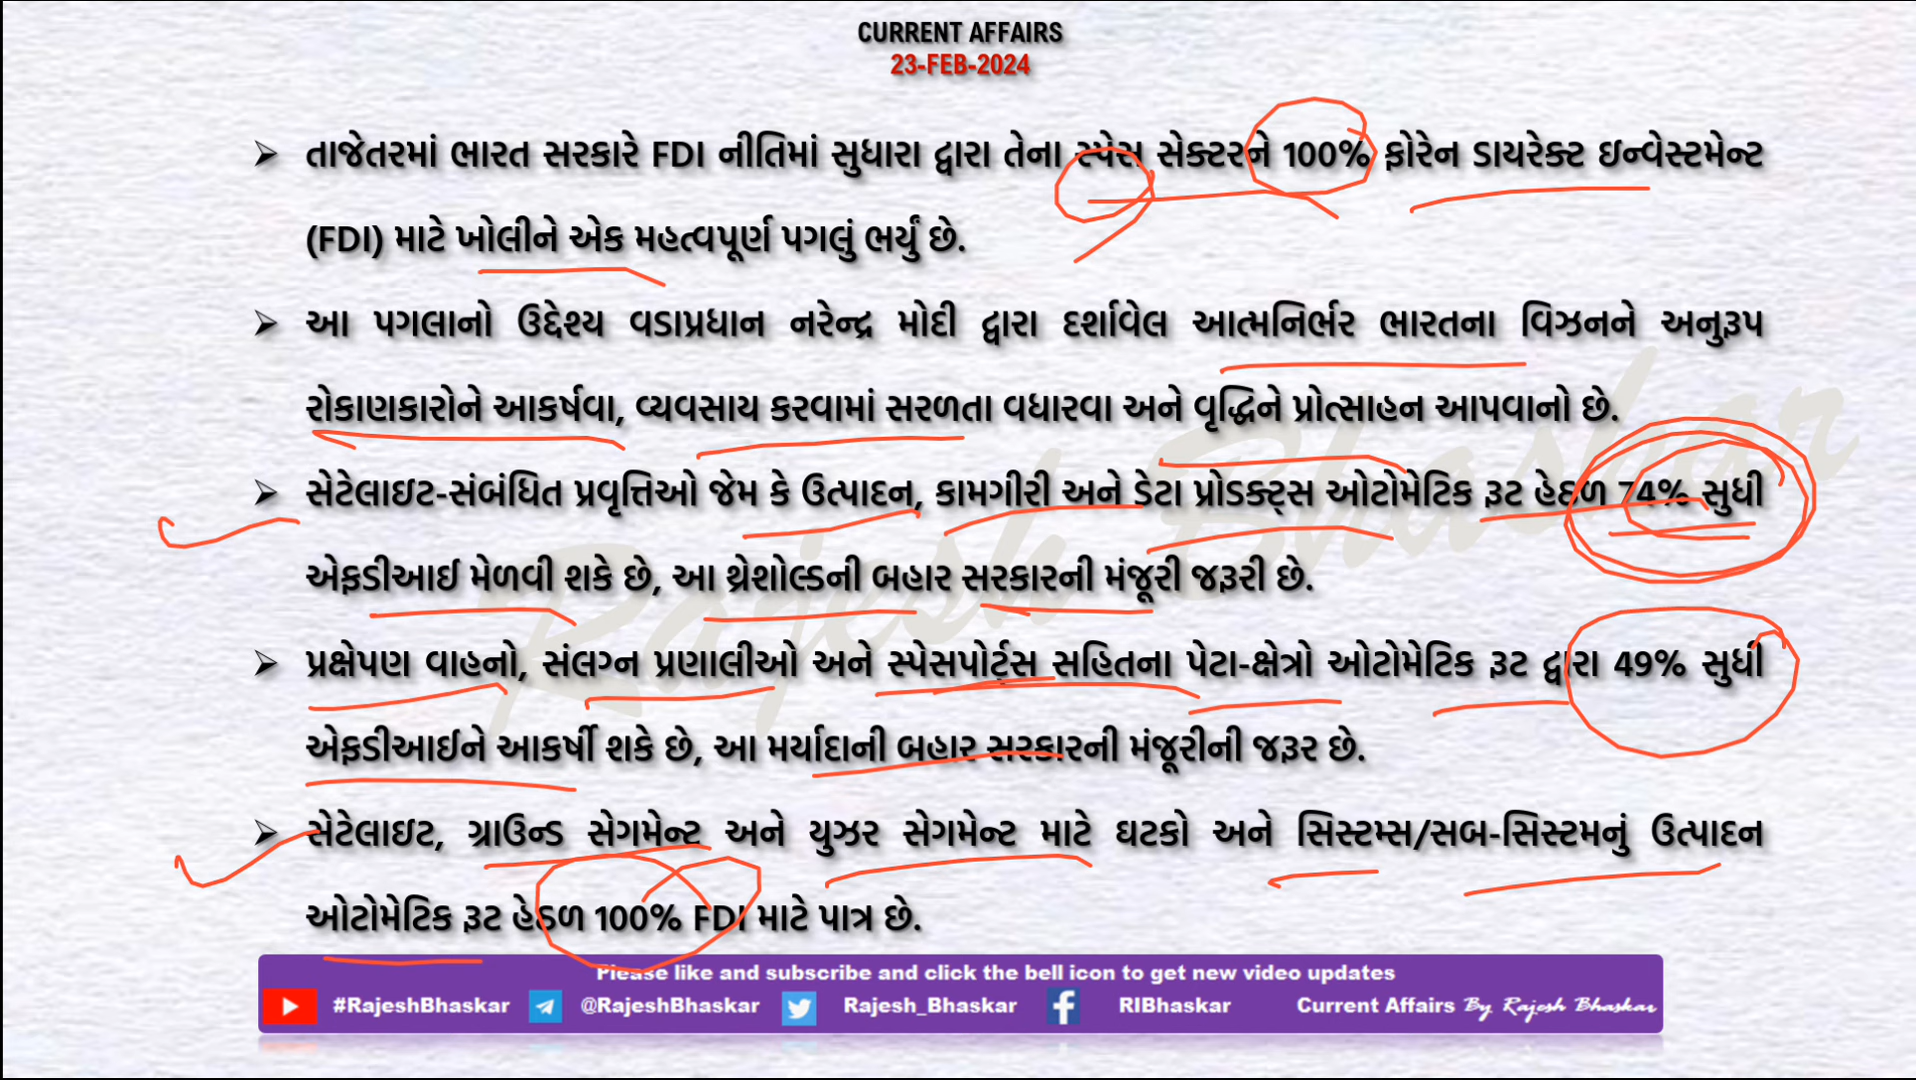 CURRENT AFFAIRS
23-FEB-2024
➢ તાજેતરમાં ભારત સરકારે FDI નીતિમાં સુધારા દ્વારા તેના સ્પેસ સેક્ટરને 100% ફોરેન ડાયરેક્ટ ઇન્વેસ્ટમેન્ટ
(FDI) માટે ખોલીને એક મહત્વપૂર્ણ પગલું ભર્યું છે.
➢ આ પગલાનો ઉદ્દેશ્ય વડાપ્રધાન નરેન્દ્ર મોદી દ્વારા દર્શાવેલ આત્મનિર્ભર ભારતના વિઝનને અનુરૂપ
રોકાણકારોને આકર્ષવા, વ્યવસાય કરવામાં સરળતા વધારવા અને વૃદ્ધિને પ્રોત્સાહન આપવાનો છે.
➢ સેટેલાઇટ-સંબંધિત પ્રવૃત્તિઓ જેમ કે ઉત્પાદન, કામગીરી અને ડેટા પ્રોડક્ટ્સ ઓટોમેટિક રૂટ હેઠળ 74% સુધી
એફડીઆઈ મેળવી શકે છે, આ થ્રેશોલ્ડની બહાર સરકારની મંજૂરી જરૂરી છે.
➢ પ્રક્ષેપણ વાહનો, સંલગ્ન પ્રણાલીઓ અને સ્પેસપોર્ટ્સ સહિતના પેટા-ક્ષેત્રો ઓટોમેટિક રૂટ દ્વારા 49% સુધી
એફડીઆઈને આકર્ષી શકે છે, આ મર્યાદાની બહાર સરકારની મંજૂરીની જરૂર છે.
➢ સેટેલાઇટ, ગ્રાઉન્ડ સેગમેન્ટ અને યુઝર સેગમેન્ટ માટે ઘટકો અને સિસ્ટમ્સ/સબ-સિસ્ટમનું ઉત્પાદન
ઓટોમેટિક રૂટ હેઠળ 100% FDI માટે પાત્ર છે.
Rajesh Bhaskar
Please like and subscribe and click the bell icon to get new video updates
#RajeshBhaskar @RajeshBhaskar Rajesh_Bhaskar RIBhaskar Current Affairs By Rajesh Bhaskar